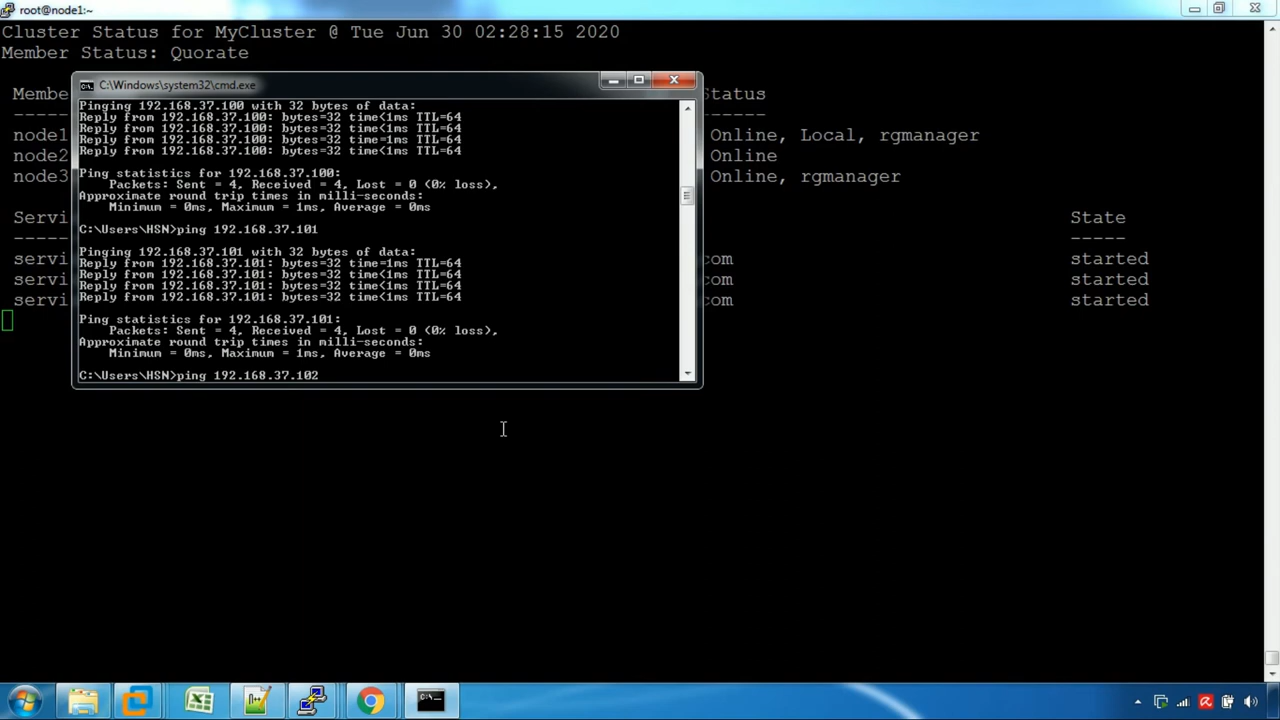 root@node1:~
Cluster Status for MyCluster @ Tue Jun 30 02:28:15 2020
Member Status: Quorate
Membe
Status
node1
Online, Local, rgmanager
node2
Online
node3
Online, rgmanager
Servi
State
servi
com
started
servi
com
started
servi
com
started
C:\Windows\system32\cmd.exe
Pinging 192.168.37.100 with 32 bytes of data:
Reply from 192.168.37.100: bytes=32 time<1ms TTL=64
Reply from 192.168.37.100: bytes=32 time<1ms TTL=64
Reply from 192.168.37.100: bytes=32 time=1ms TTL=64
Reply from 192.168.37.100: bytes=32 time<1ms TTL=64
Ping statistics for 192.168.37.100:
Packets: Sent = 4, Received = 4, Lost = 0 (0% loss),
Approximate round trip times in milli-seconds:
Minimum = 0ms, Maximum = 1ms, Average = 0ms
C:\Users\HSN>ping 192.168.37.101
Pinging 192.168.37.101 with 32 bytes of data:
Reply from 192.168.37.101: bytes=32 time=1ms TTL=64
Reply from 192.168.37.101: bytes=32 time<1ms TTL=64
Reply from 192.168.37.101: bytes=32 time<1ms TTL=64
Reply from 192.168.37.101: bytes=32 time<1ms TTL=64
Ping statistics for 192.168.37.101:
Packets: Sent = 4, Received = 4, Lost = 0 (0% loss),
Approximate round trip times in milli-seconds:
Minimum = 0ms, Maximum = 1ms, Average = 0ms
C:\Users\HSN>ping 192.168.37.102